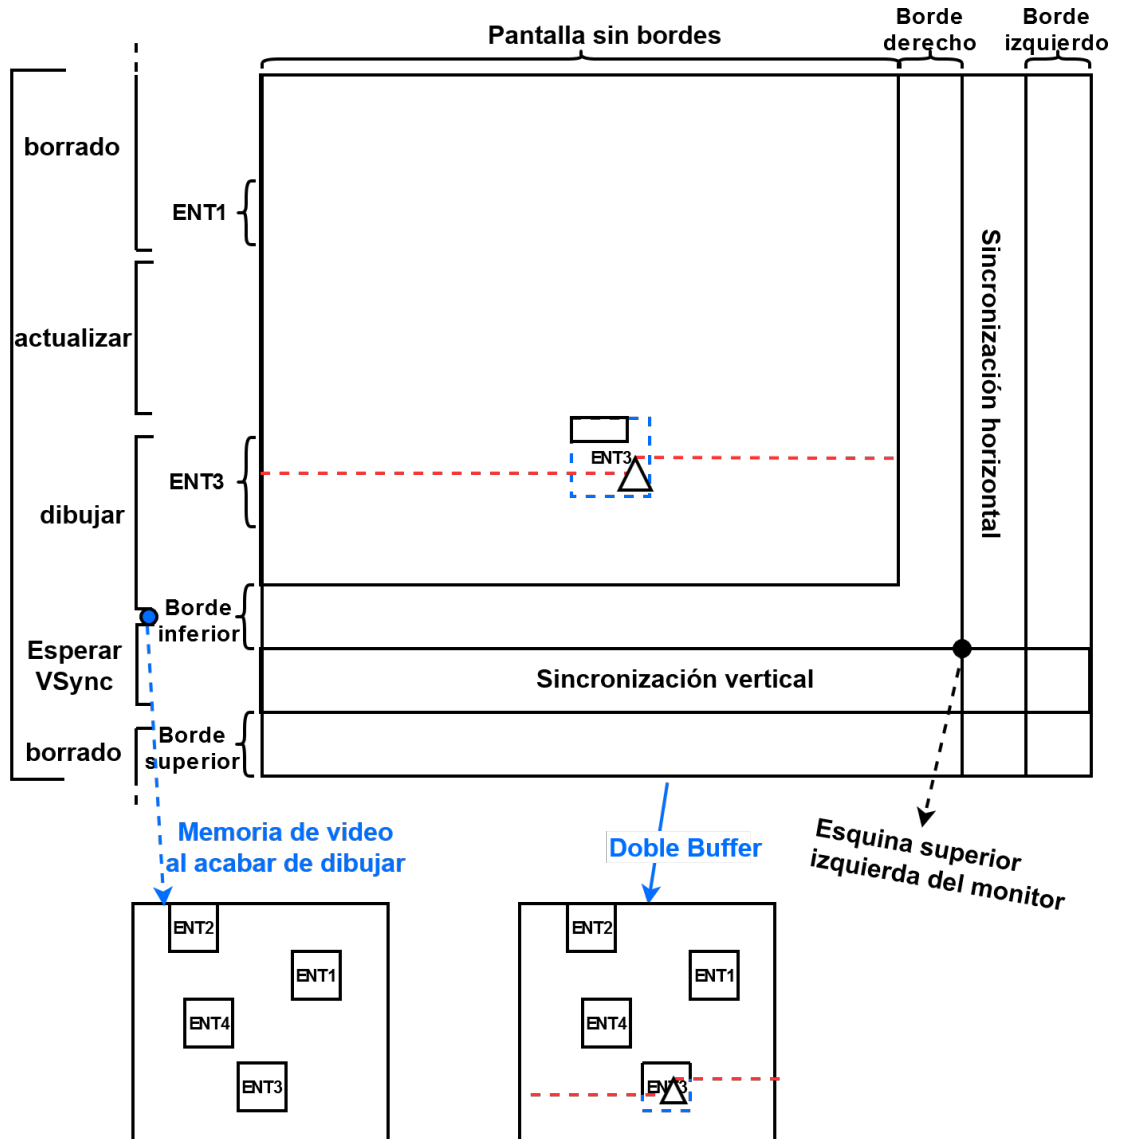 Pantalla sin bordes
Borde
derecho
Borde
izquierdo
borrado
ENT1
actualizar
Sincronización horizontal
ENT3
ENT3
dibujar
Borde
inferior
Esperar
VSync
Sincronización vertical
borrado
Borde
superior
Memoria de video
al acabar de dibujar
Doble Buffer
Esquina superior
izquierda del monitor
ENT2
ENT1
ENT4
ENT3
ENT2
ENT1
ENT4
ENT3